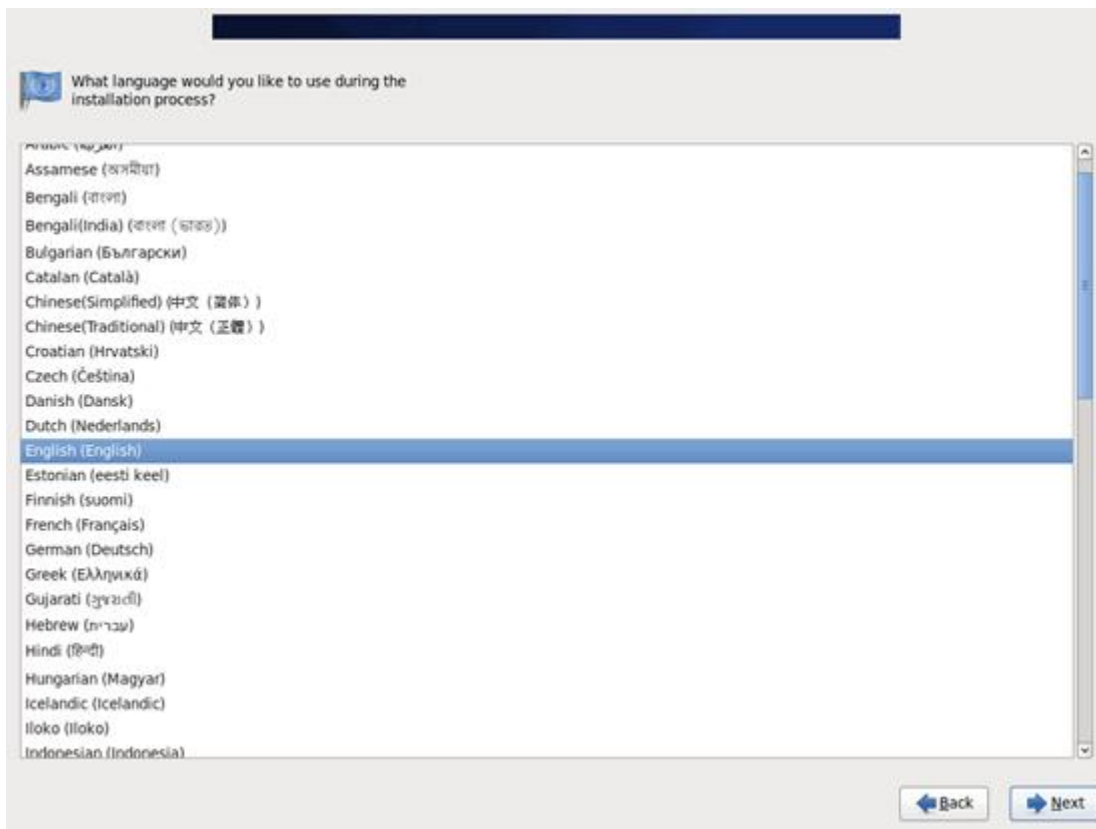 What language would you like to use during the
installation process?
Arabic (العربية)
Assamese (অসমীয়া)
Bengali (বাংলা)
Bengali(India) (বাংলা (ভারত))
Bulgarian (Български)
Catalan (Català)
Chinese(Simplified) (中文（简体）)
Chinese(Traditional) (中文（正體）)
Croatian (Hrvatski)
Czech (Čeština)
Danish (Dansk)
Dutch (Nederlands)
English (English)
Estonian (eesti keel)
Finnish (suomi)
French (Français)
German (Deutsch)
Greek (Ελληνικά)
Gujarati (ગુજરાતી)
Hebrew (עברית)
Hindi (हिन्दी)
Hungarian (Magyar)
Icelandic (Icelandic)
Iloko (Iloko)
Indonesian (Indonesia)
Back
Next